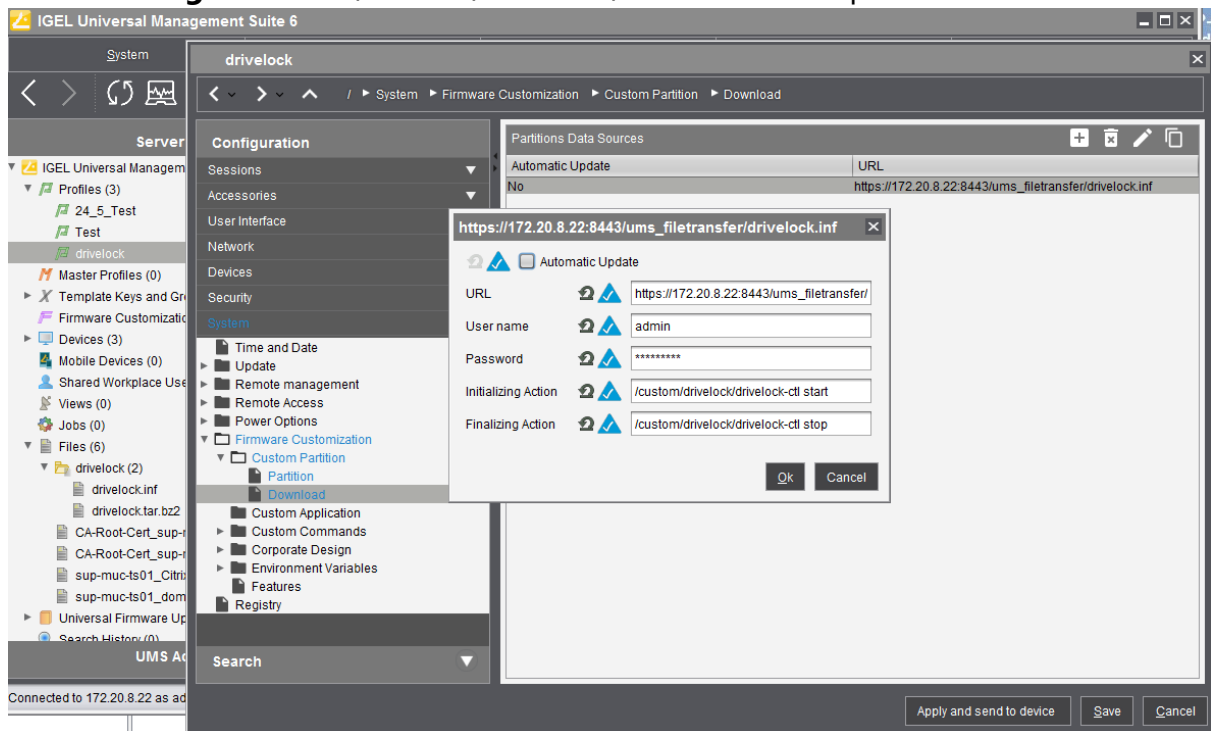 IGEL Universal Management Suite 6
System
drivelock
/ ► System ► Firmware Customization ► Custom Partition ► Download
Server
IGEL Universal Managem
Profiles (3)
24_5_Test
Test
drivelock
Master Profiles (0)
Template Keys and Gr
Firmware Customizatio
Devices (3)
Mobile Devices (0)
Shared Workplace Use
Views (0)
Jobs (0)
Files (6)
drivelock (2)
drivelock.inf
drivelock.tar.bz2
CA-Root-Cert_sup-
CA-Root-Cert_sup-
sup-muc-ts01_Citri
sup-muc-ts01_dom
Universal Firmware Up
Search History (0)
UMS Ad
Connected to 172.20.8.22 as ad
Configuration
Sessions
Accessories
User Interface
Network
Devices
Security
System
Time and Date
Update
Remote management
Remote Access
Power Options
Firmware Customization
Custom Partition
Partition
Download
Custom Application
Custom Commands
Corporate Design
Environment Variables
Features
Registry
Search
Partitions Data Sources
Automatic Update URL
No https://172.20.8.22:8443/ums_filetransfer/drivelock.inf
https://172.20.8.22:8443/ums_filetransfer/drivelock.inf
Automatic Update
URL https://172.20.8.22:8443/ums_filetransfer/
User name admin
Password *********
Initializing Action /custom/drivelock/drivelock-ctl start
Finalizing Action /custom/drivelock/drivelock-ctl stop
Ok Cancel
Apply and send to device Save Cancel